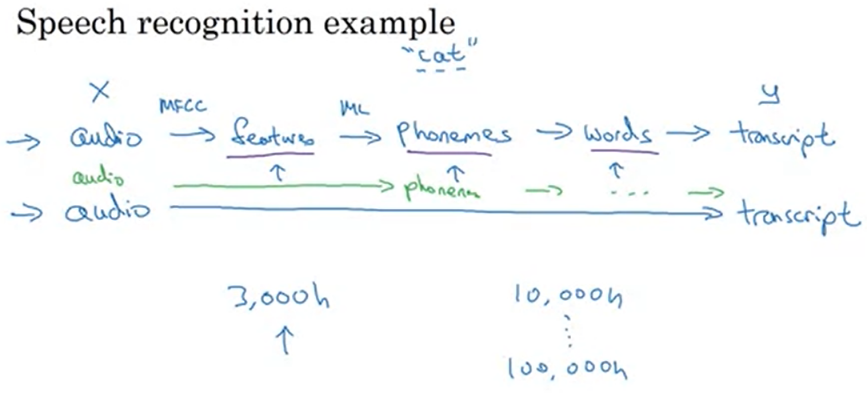 Speech recognition example
"cat"
X MFCC ML y
→ audio → features → phonemes → words → transcript
audio → phonemes → ... →
→ audio → transcript
3,000h 10,000h
100,000h